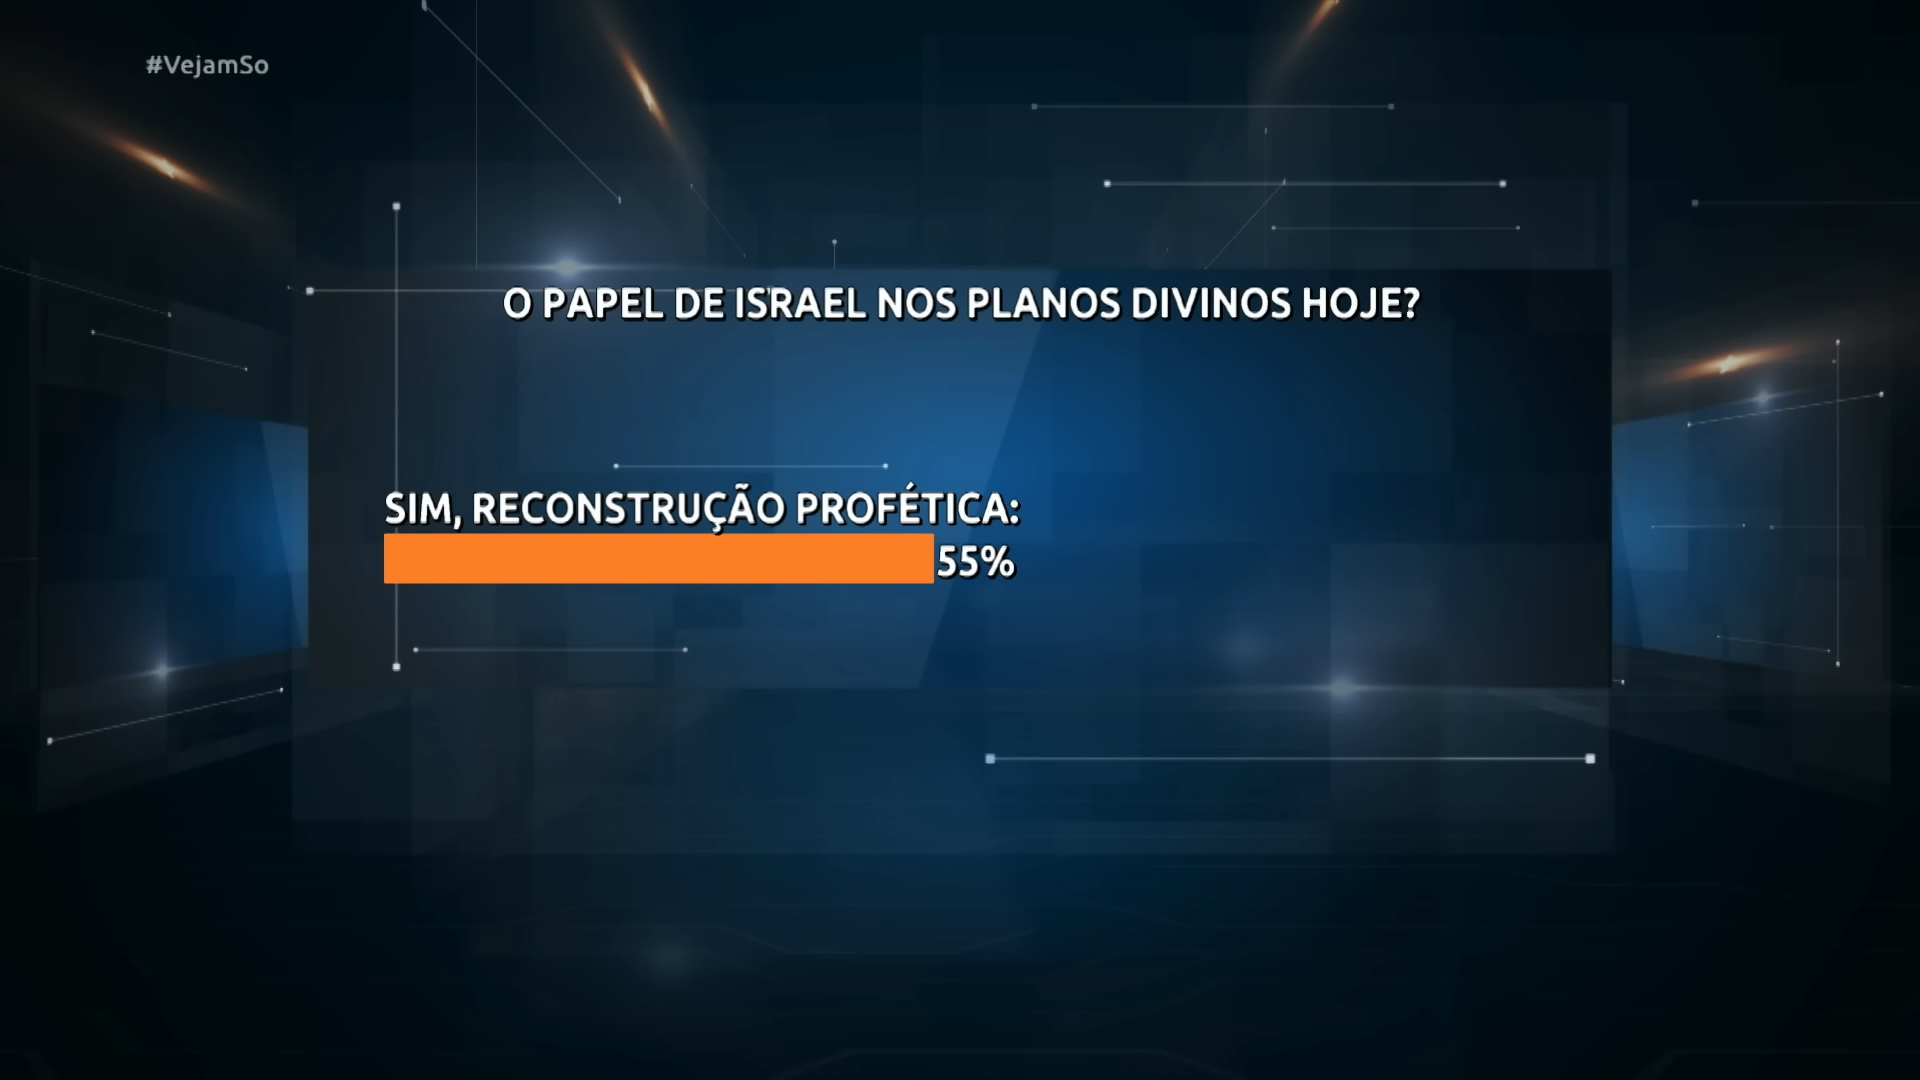 #VejamSo
O PAPEL DE ISRAEL NOS PLANOS DIVINOS HOJE?
SIM, RECONSTRUÇÃO PROFÉTICA:
55%